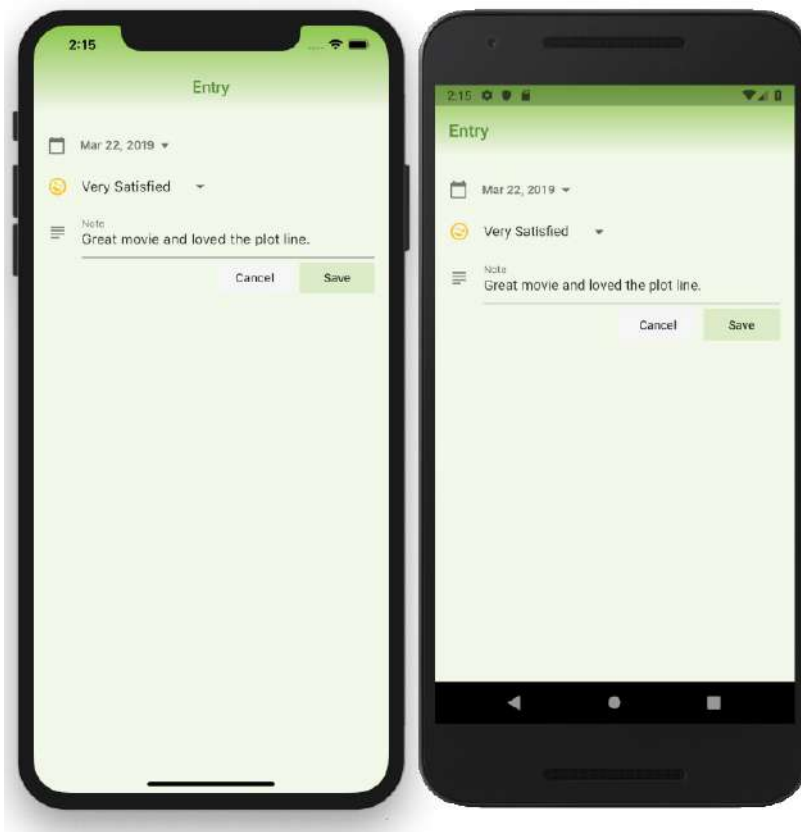 2:15
Entry
Mar 22, 2019
Very Satisfied
Note
Great movie and loved the plot line.
Cancel Save
2:15
Entry
Mar 22, 2019
Very Satisfied
Note
Great movie and loved the plot line.
Cancel Save